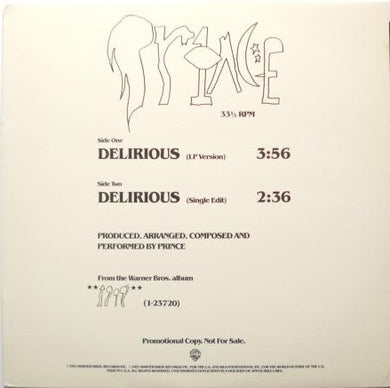 PRINCE
33⅓ RPM
Side One
DELIRIOUS (LP Version) 3:56
Side Two
DELIRIOUS (Single Edit) 2:36
PRODUCED, ARRANGED, COMPOSED AND
PERFORMED BY PRINCE
From the Warner Bros. album
**1999**
(1-23720)
Promotional Copy. Not For Sale.